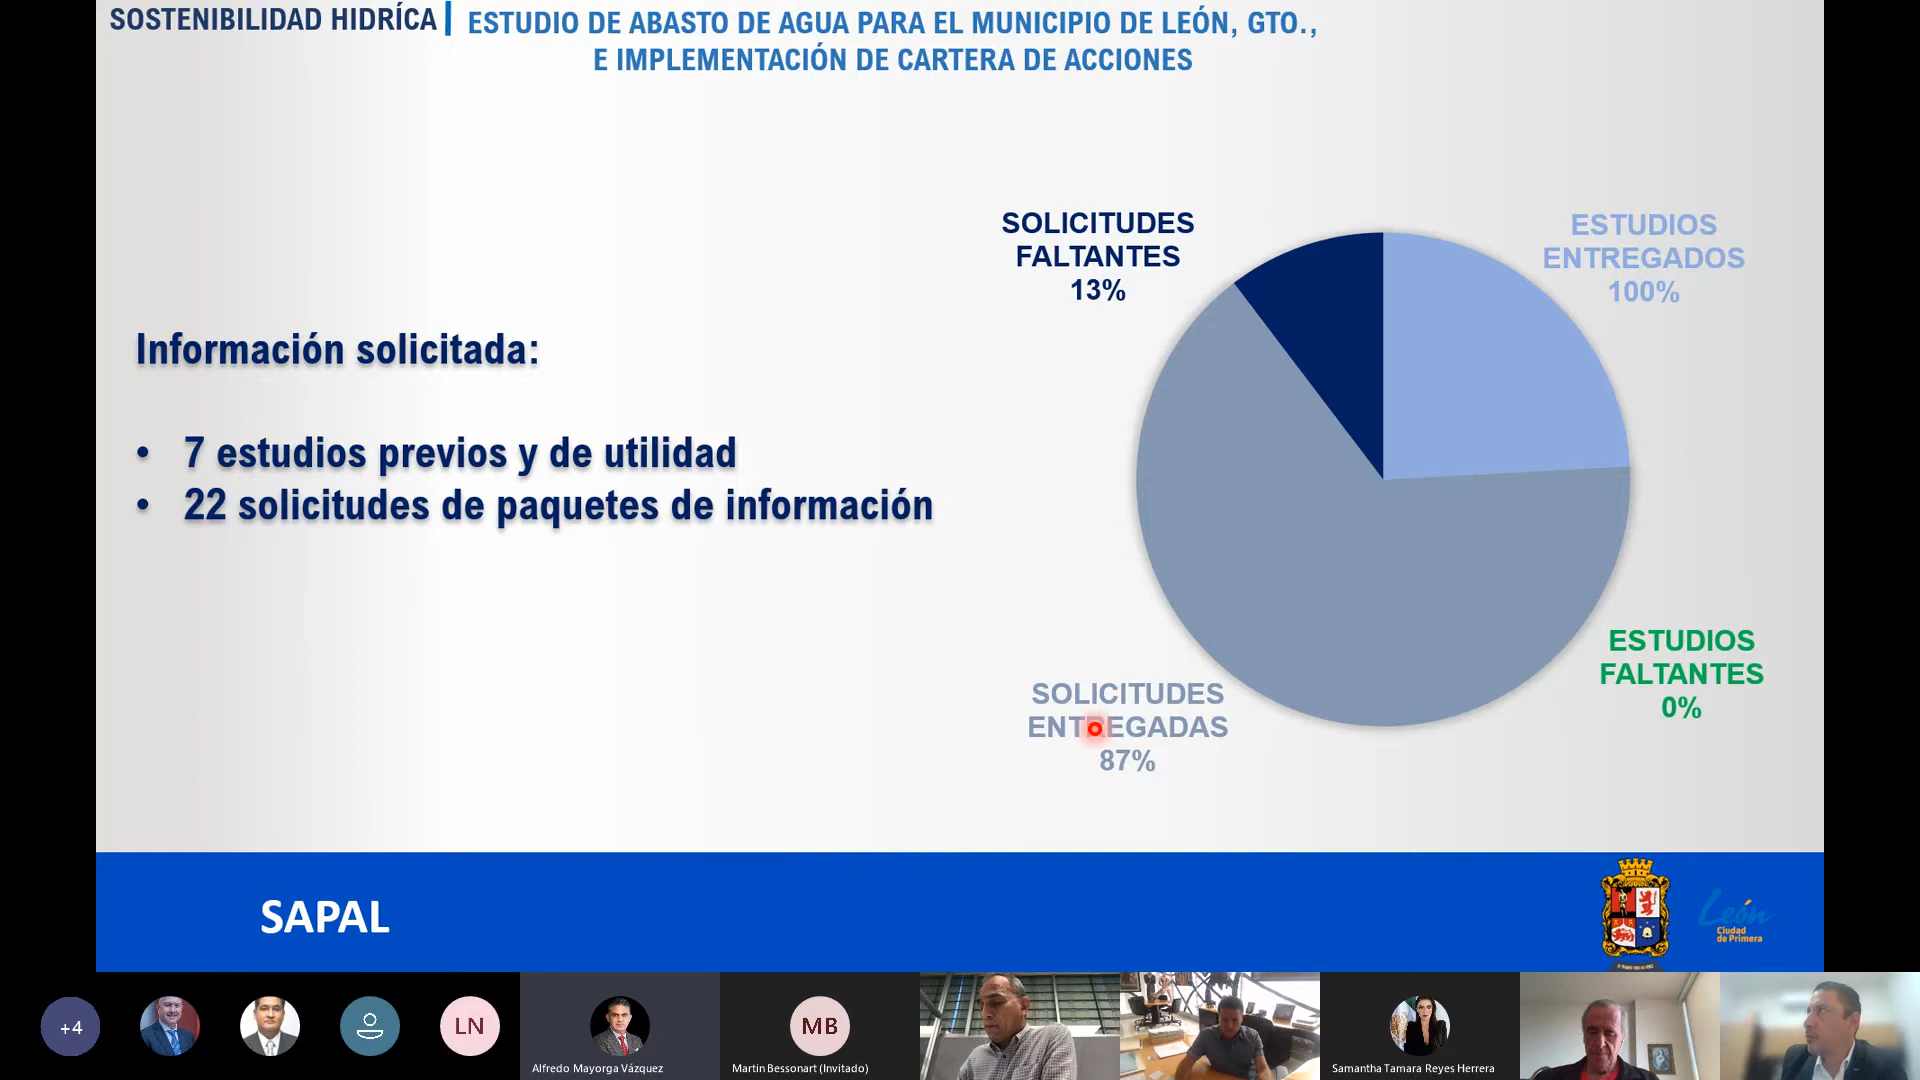 SOSTENIBILIDAD HIDRÍCA
ESTUDIO DE ABASTO DE AGUA PARA EL MUNICIPIO DE LEÓN, GTO.,
E IMPLEMENTACIÓN DE CARTERA DE ACCIONES
Información solicitada:
• 7 estudios previos y de utilidad
• 22 solicitudes de paquetes de información
SOLICITUDES
FALTANTES
13%
ESTUDIOS
ENTREGADOS
100%
ESTUDIOS
FALTANTES
0%
SOLICITUDES
ENTREGADAS
87%
SAPAL
León
Ciudad
de Primera
+4
LN
Alfredo Mayorga Vázquez
MB
Martin Bessonart (Invitado)
Samantha Tamara Reyes Herrera